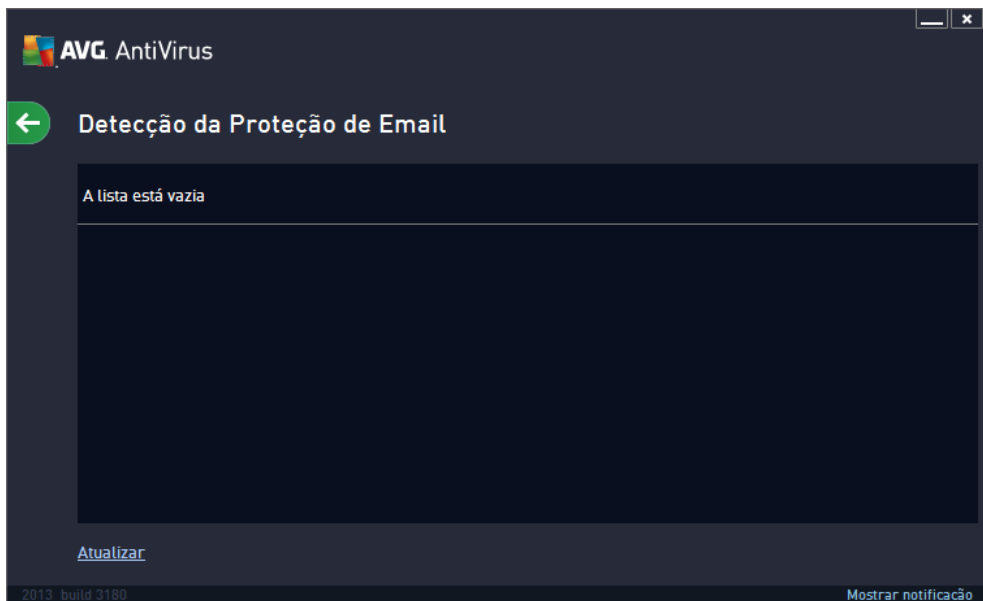 AVG. AntiVirus
Detecção da Proteção de Email
A lista está vazia
Atualizar
2013 build 3180
Mostrar notificação